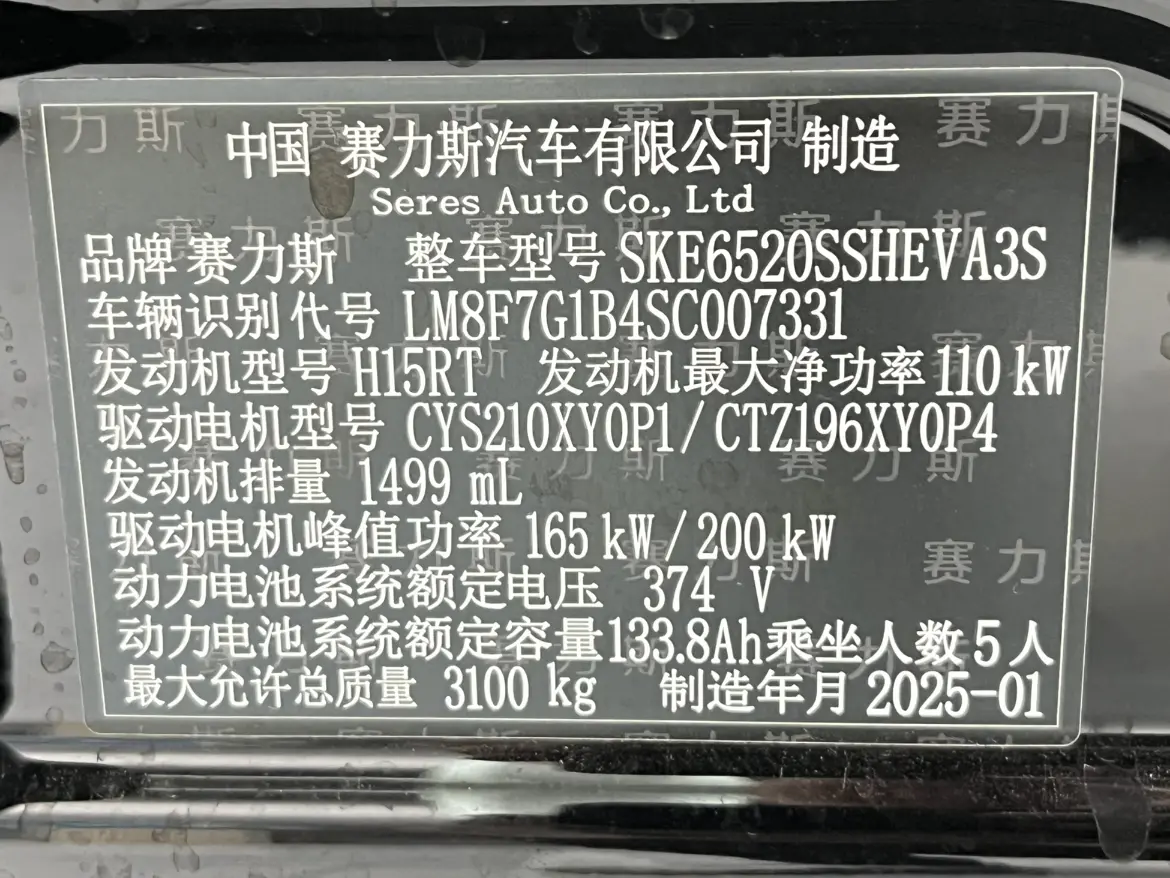 中国 赛力斯汽车有限公司 制造
Seres Auto Co., Ltd
品牌 赛力斯 整车型号 SKE6520SSHEVA3S
车辆识别代号 LM8F7G1B4SC007331
发动机型号 H15RT 发动机最大净功率 110 kW
驱动电机型号 CYS210XY0P1/CTZ196XY0P4
发动机排量 1499 mL
驱动电机峰值功率 165 kW/200 kW
动力电池系统额定电压 374 V
动力电池系统额定容量 133.8Ah 乘坐人数 5 人
最大允许总质量 3100 kg 制造年月 2025-01